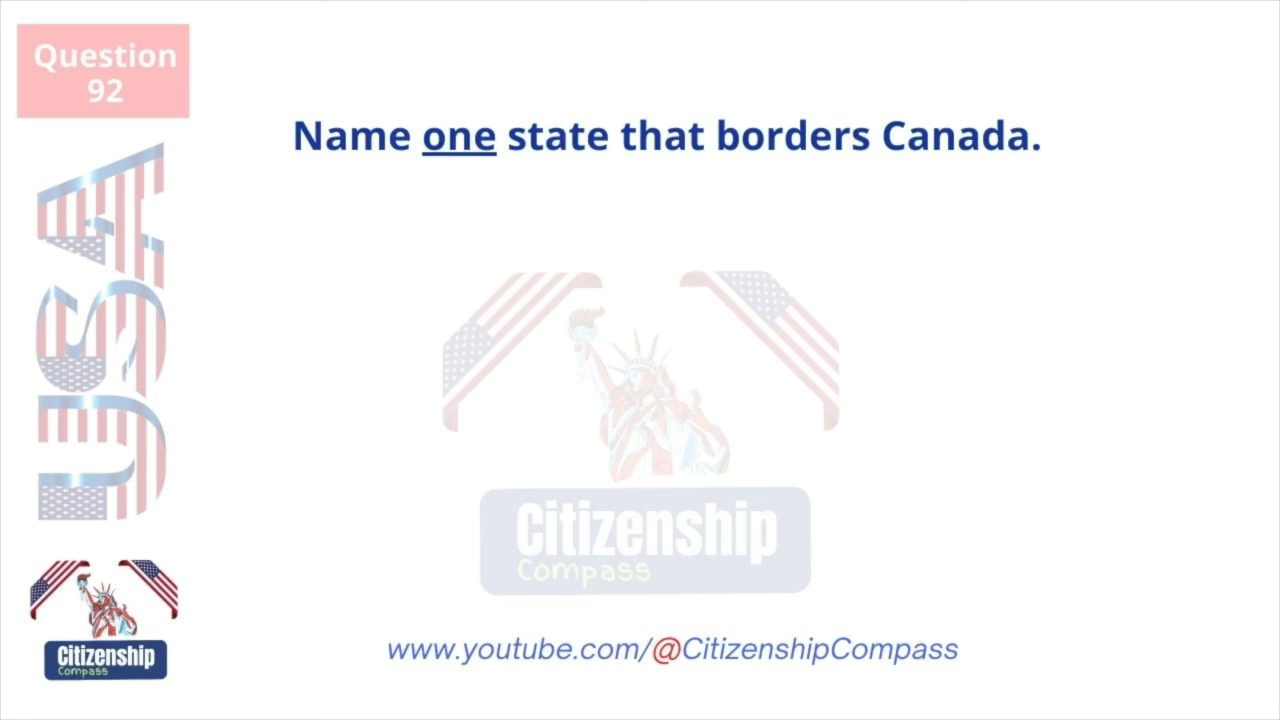 Question
92
Name one state that borders Canada.
USA
Citizenship
Compass
Citizenship
Compass
www.youtube.com/@CitizenshipCompass